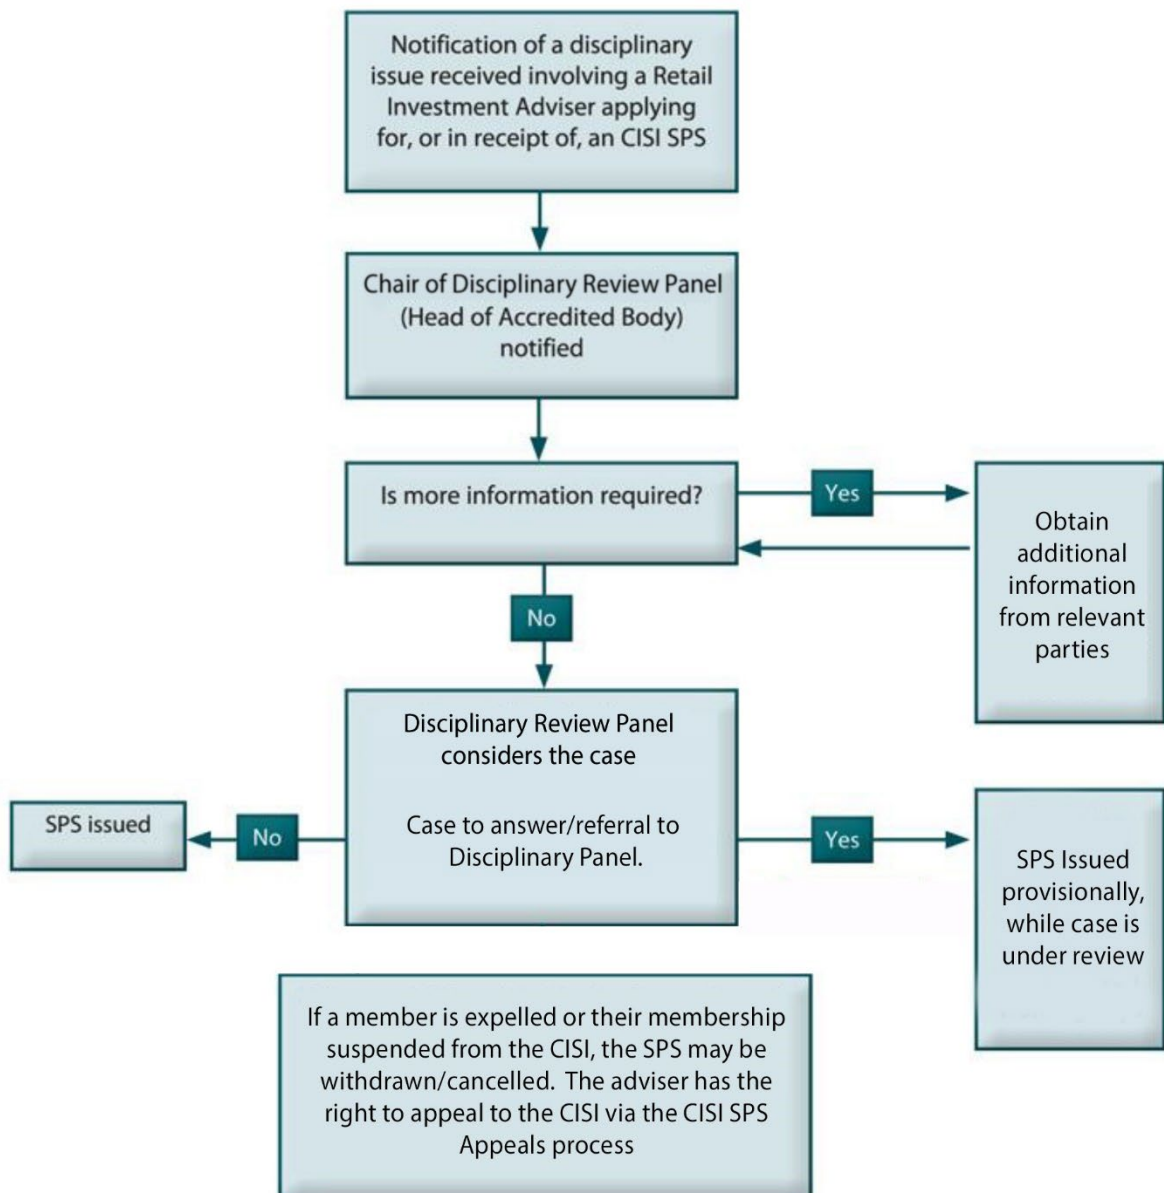 Notification of a disciplinary
issue received involving a Retail
Investment Adviser applying
for, or in receipt of, an CISI SPS
Chair of Disciplinary Review Panel
(Head of Accredited Body)
notified
Is more information required?
Yes
Obtain
additional
information
from relevant
parties
No
Disciplinary Review Panel
considers the case
Case to answer/referral to
Disciplinary Panel.
No
SPS issued
Yes
SPS Issued
provisionally,
while case is
under review
If a member is expelled or their membership
suspended from the CISI, the SPS may be
withdrawn/cancelled.  The adviser has the
right to appeal to the CISI via the CISI SPS
Appeals process